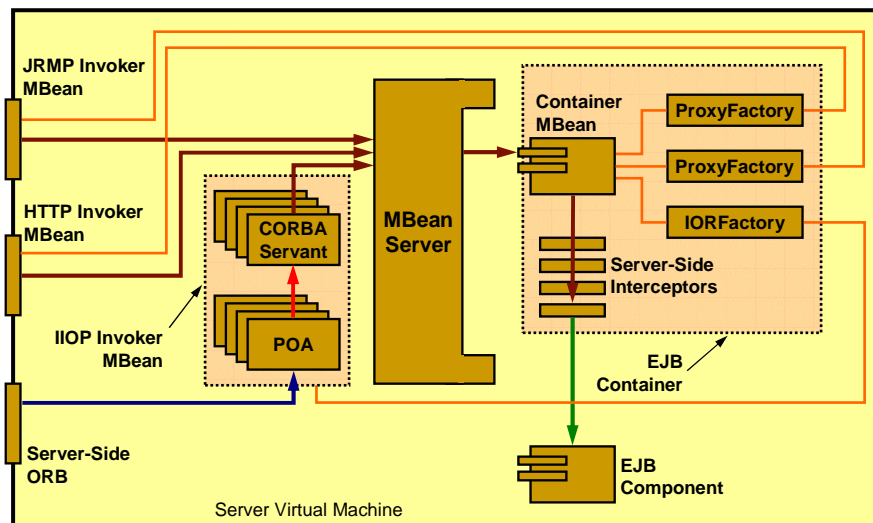 JRMP Invoker
MBean
HTTP Invoker
MBean
CORBA
Servant
IIOP Invoker
MBean
POA
Server-Side
ORB
MBean
Server
Container
MBean
ProxyFactory
ProxyFactory
IORFactory
Server-Side
Interceptors
EJB
Container
EJB
Component
Server Virtual Machine